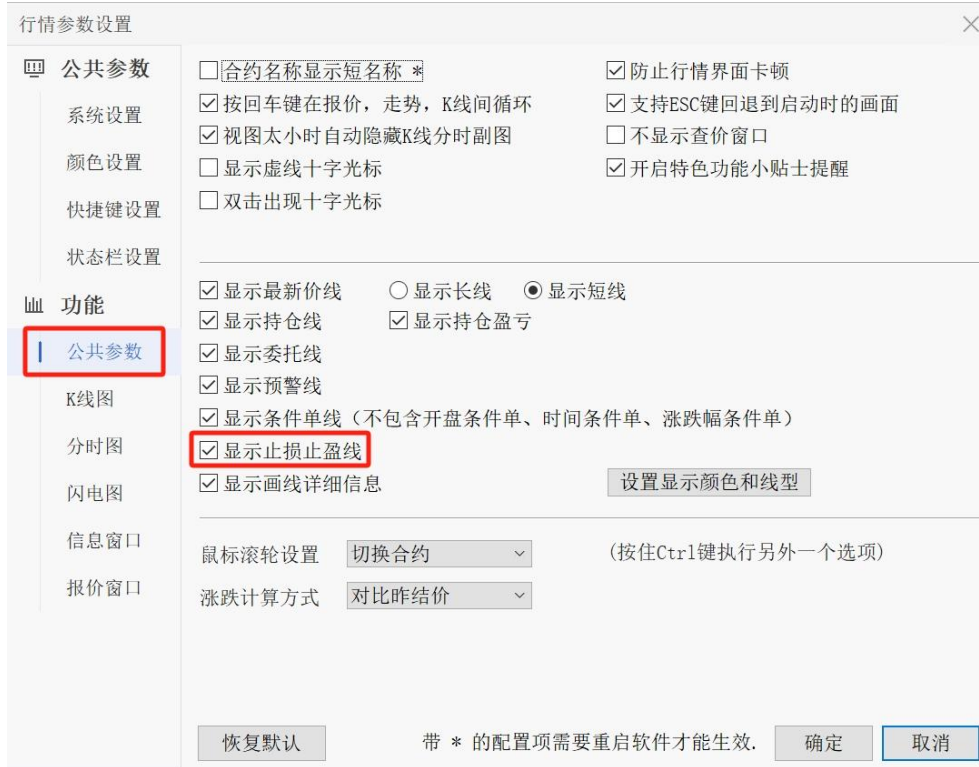 行情参数设置
公共参数
系统设置
颜色设置
快捷键设置
状态栏设置
功能
公共参数
K线图
分时图
闪电图
信息窗口
报价窗口
合约名称显示短名称 *
防止行情界面卡顿
按回车键在报价，走势，K线间循环
支持ESC键回退到启动时的画面
视图太小时自动隐藏K线分时副图
不显示查价窗口
显示虚线十字光标
开启特色功能小贴士提醒
双击出现十字光标
显示最新价线 显示长线 显示短线
显示持仓线 显示持仓盈亏
显示委托线
显示预警线
显示条件单线（不包含开盘条件单、时间条件单、涨跌幅条件单）
显示止损止盈线
显示画线详细信息
设置显示颜色和线型
鼠标滚轮设置 切换合约 (按住Ctrl键执行另外一个选项)
涨跌计算方式 对比昨结价
恢复默认 带 * 的配置项需要重启软件才能生效. 确定 取消